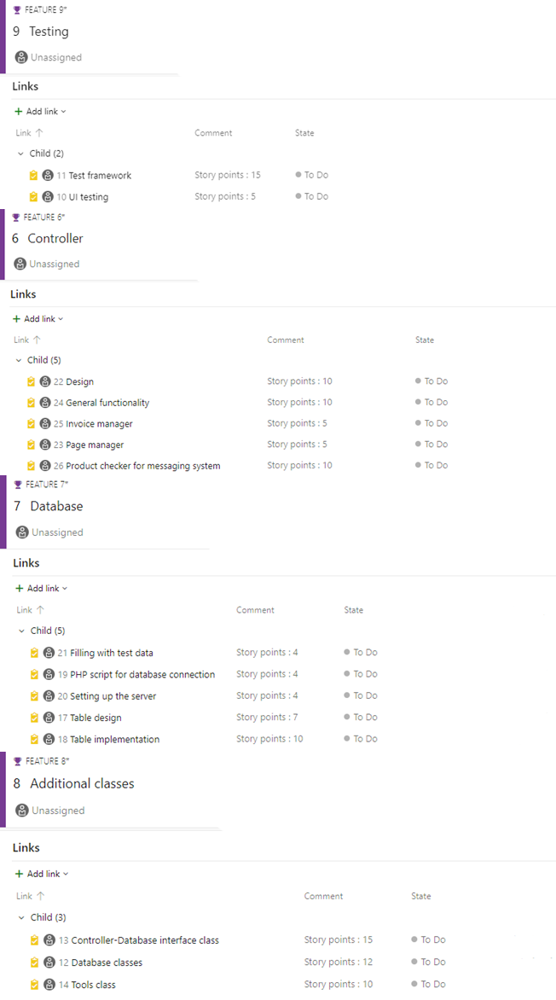 FEATURE 9*
9 Testing
Unassigned
Links
+ Add link
Link ↑ Comment State
Child (2)
11 Test framework Story points : 15 To Do
10 UI testing Story points : 5 To Do
FEATURE 6*
6 Controller
Unassigned
Links
+ Add link
Link ↑ Comment State
Child (5)
22 Design Story points : 10 To Do
24 General functionality Story points : 10 To Do
25 Invoice manager Story points : 5 To Do
23 Page manager Story points : 5 To Do
26 Product checker for messaging system Story points : 10 To Do
FEATURE 7*
7 Database
Unassigned
Links
+ Add link
Link ↑ Comment State
Child (5)
21 Filling with test data Story points : 4 To Do
19 PHP script for database connection Story points : 4 To Do
20 Setting up the server Story points : 4 To Do
17 Table design Story points : 7 To Do
18 Table implementation Story points : 10 To Do
FEATURE 8*
8 Additional classes
Unassigned
Links
+ Add link
Link ↑ Comment State
Child (3)
13 Controller-Database interface class Story points : 15 To Do
12 Database classes Story points : 12 To Do
14 Tools class Story points : 10 To Do